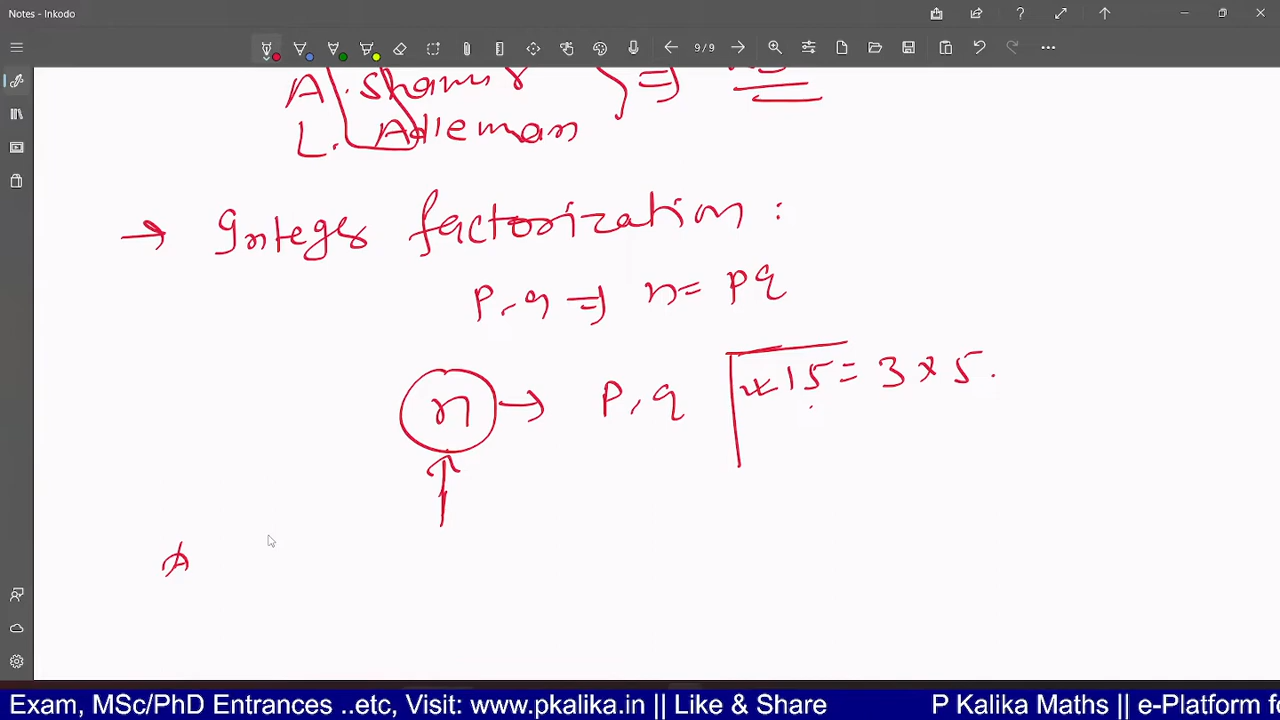 Notes - Inkodo
9/9
A. Shamir } ⇒
L. Adleman
→ Integer factorization :
P, q ⇒ n = pq
n → P, q
15 = 3 × 5.
A
Exam, MSc/PhD Entrances ..etc, Visit: www.pkalika.in || Like & Share P Kalika Maths || e-Platform fo